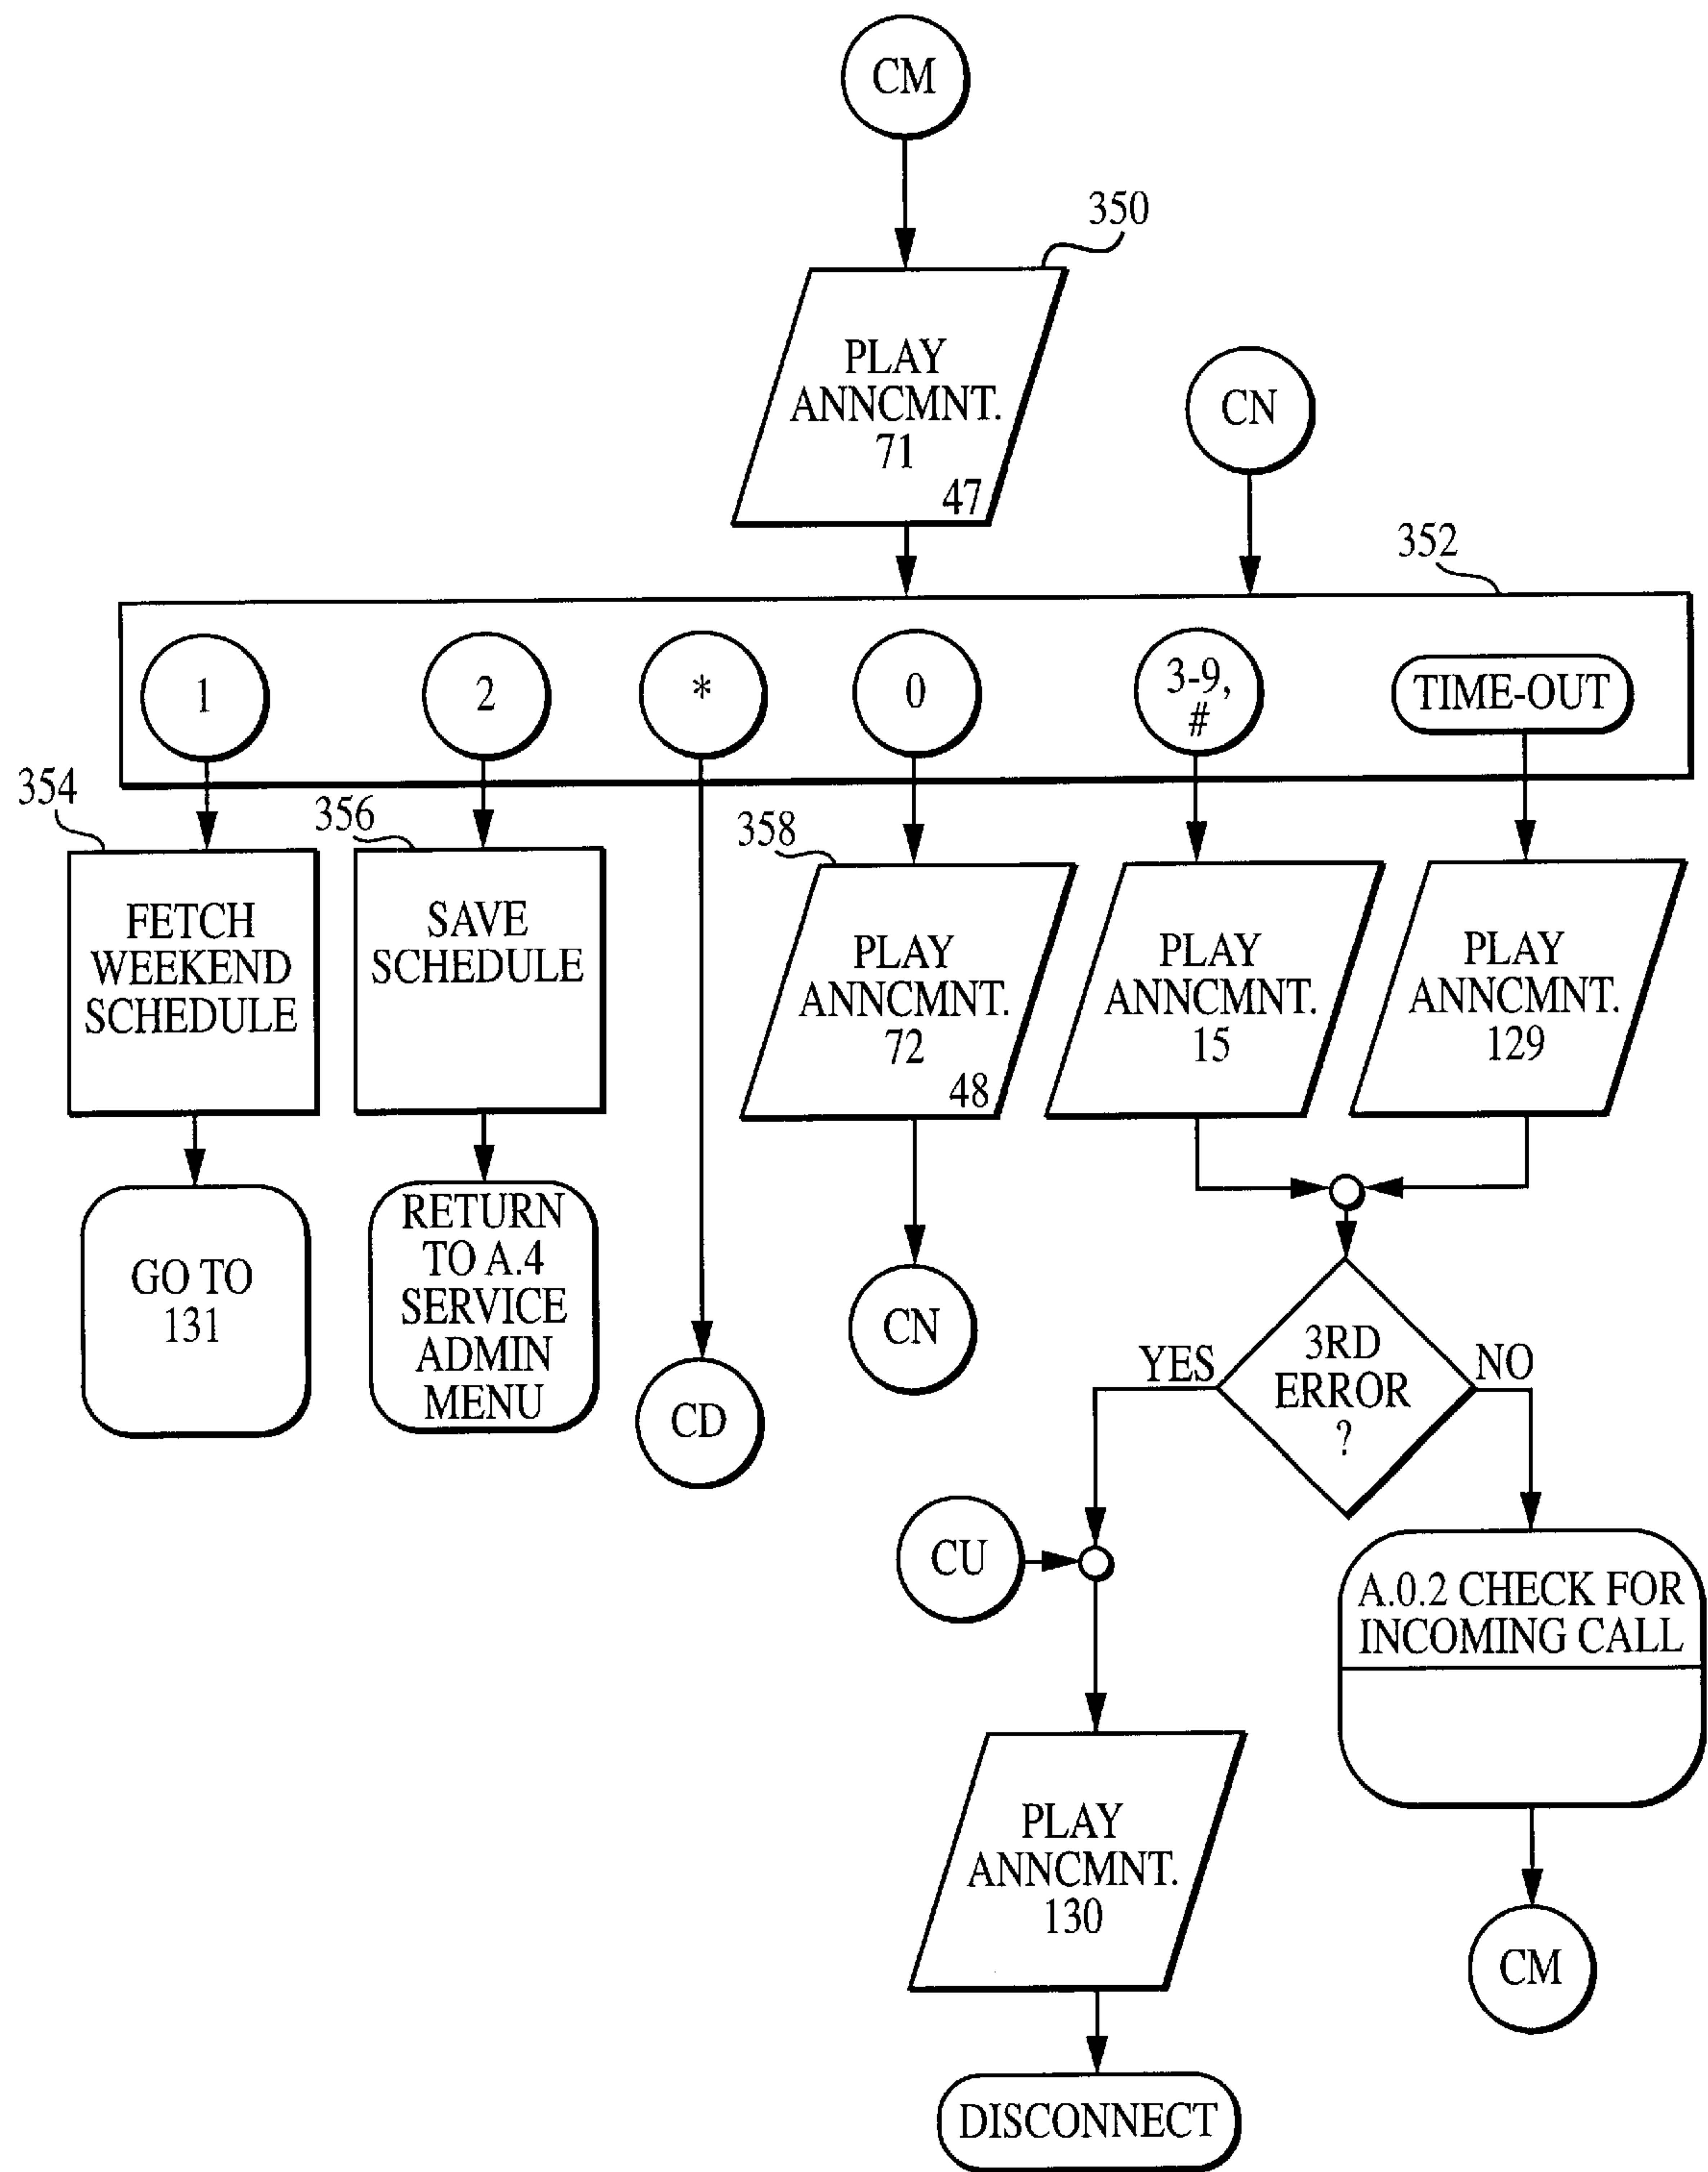 CM
350
PLAY
ANNCMNT.
71
47
CN
352
1
2
*
0
3-9,
#
TIME-OUT
354
356
358
FETCH
WEEKEND
SCHEDULE
SAVE
SCHEDULE
PLAY
ANNCMNT.
72
48
PLAY
ANNCMNT.
15
PLAY
ANNCMNT.
129
GO TO
131
RETURN
TO A.4
SERVICE
ADMIN
MENU
CD
CN
YES
3RD
ERROR
?
NO
CU
A.0.2 CHECK FOR
INCOMING CALL
PLAY
ANNCMNT.
130
CM
DISCONNECT